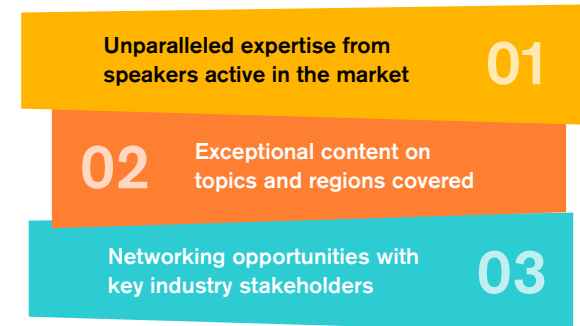 Unparalleled expertise from
speakers active in the market
01
02
Exceptional content on
topics and regions covered
Networking opportunities with
key industry stakeholders
03